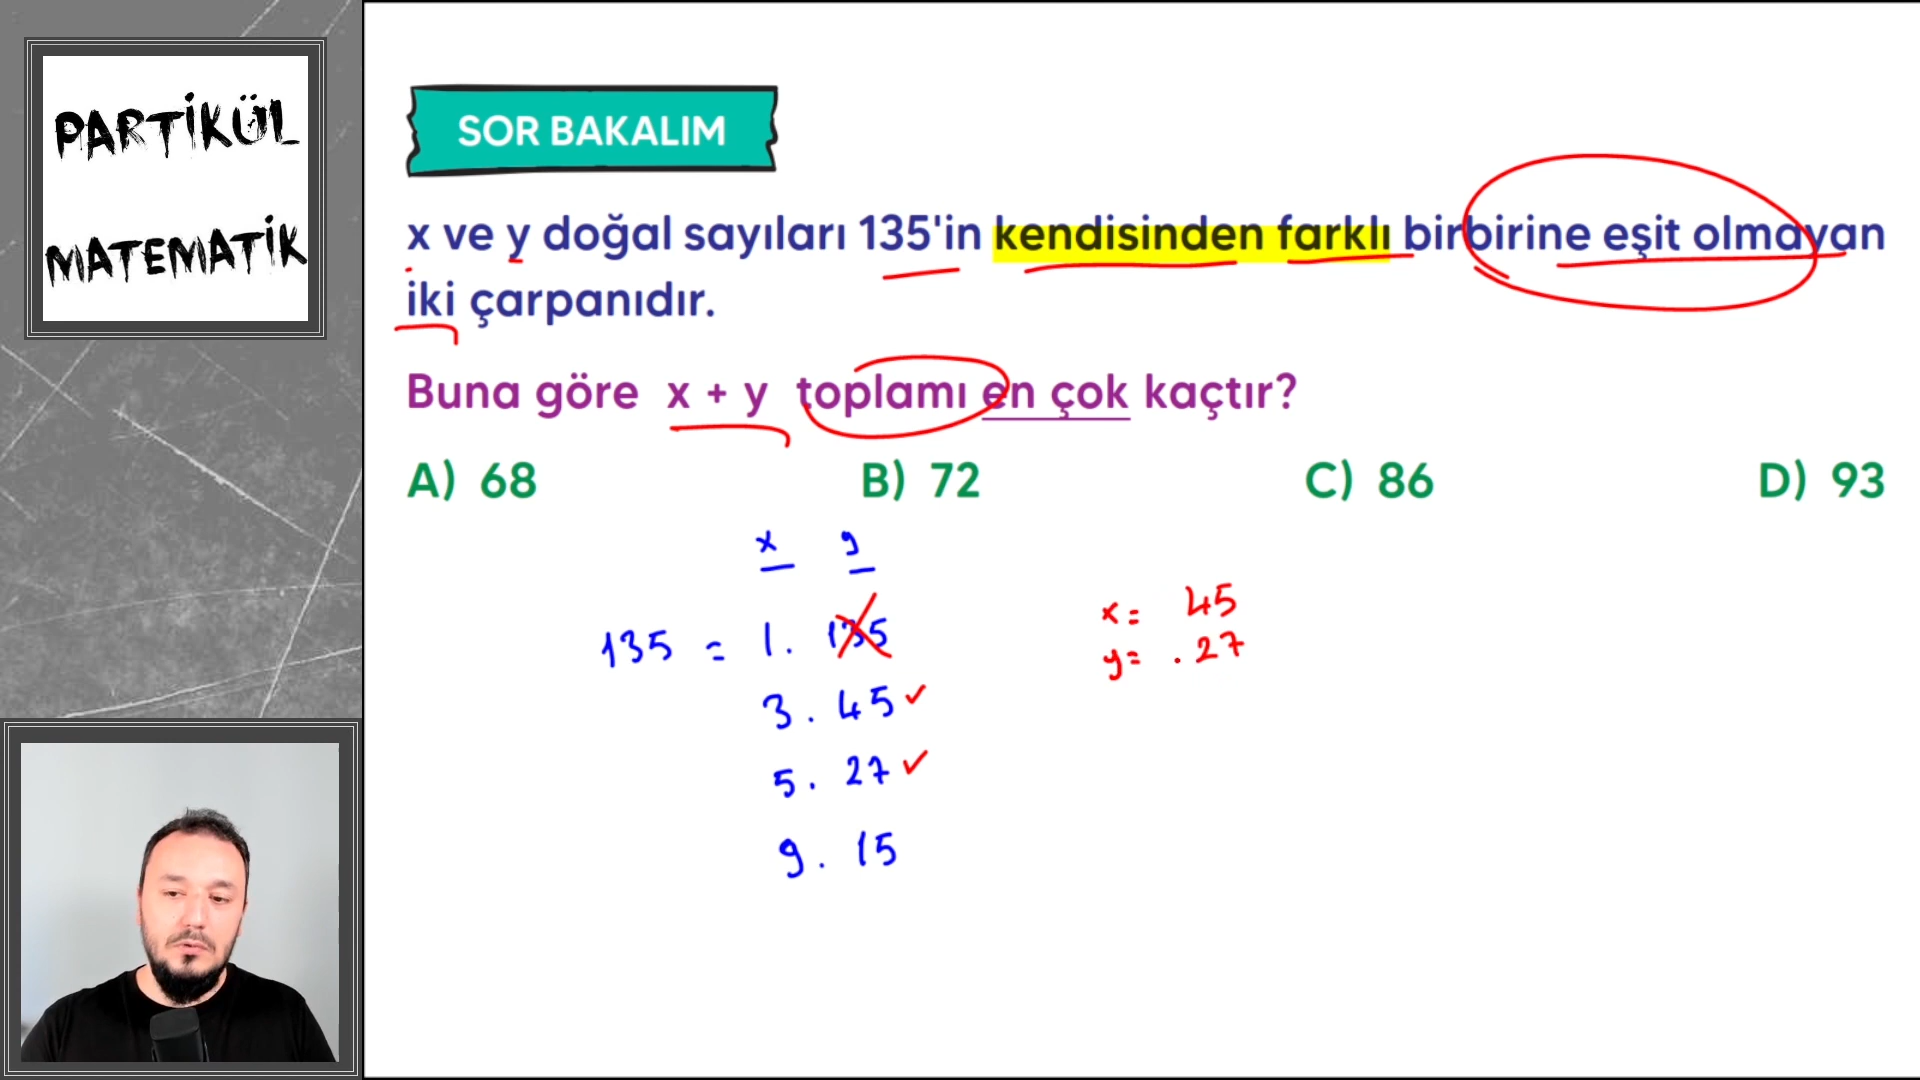 PARTİKÜL
MATEMATİK
SOR BAKALIM
x ve y doğal sayıları 135'in kendisinden farklı birbirine eşit olmayan
iki çarpanıdır.
Buna göre x + y toplamı en çok kaçtır?
A) 68 B) 72 C) 86 D) 93
x y
135 = 1 . 135
3 . 45 ✓
5 . 27 ✓
9 . 15
x = 45
y = . 27